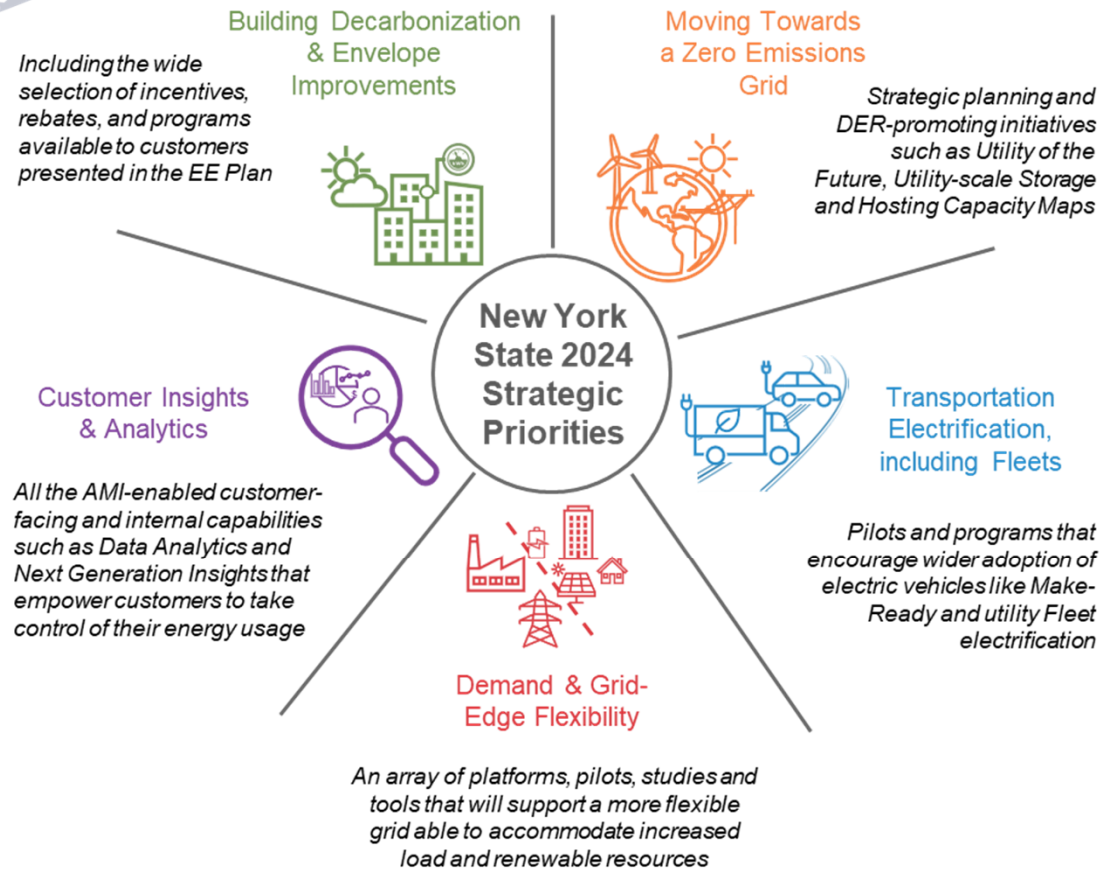 Building Decarbonization
& Envelope
Improvements
Including the wide
selection of incentives,
rebates, and programs
available to customers
presented in the EE Plan
Moving Towards
a Zero Emissions
Grid
Strategic planning and
DER-promoting initiatives
such as Utility of the
Future, Utility-scale Storage
and Hosting Capacity Maps
New York
State 2024
Strategic
Priorities
Customer Insights
& Analytics
All the AMI-enabled customer-
facing and internal capabilities
such as Data Analytics and
Next Generation Insights that
empower customers to take
control of their energy usage
Transportation
Electrification,
including Fleets
Pilots and programs that
encourage wider adoption of
electric vehicles like Make-
Ready and utility Fleet
electrification
Demand & Grid-
Edge Flexibility
An array of platforms, pilots, studies and
tools that will support a more flexible
grid able to accommodate increased
load and renewable resources